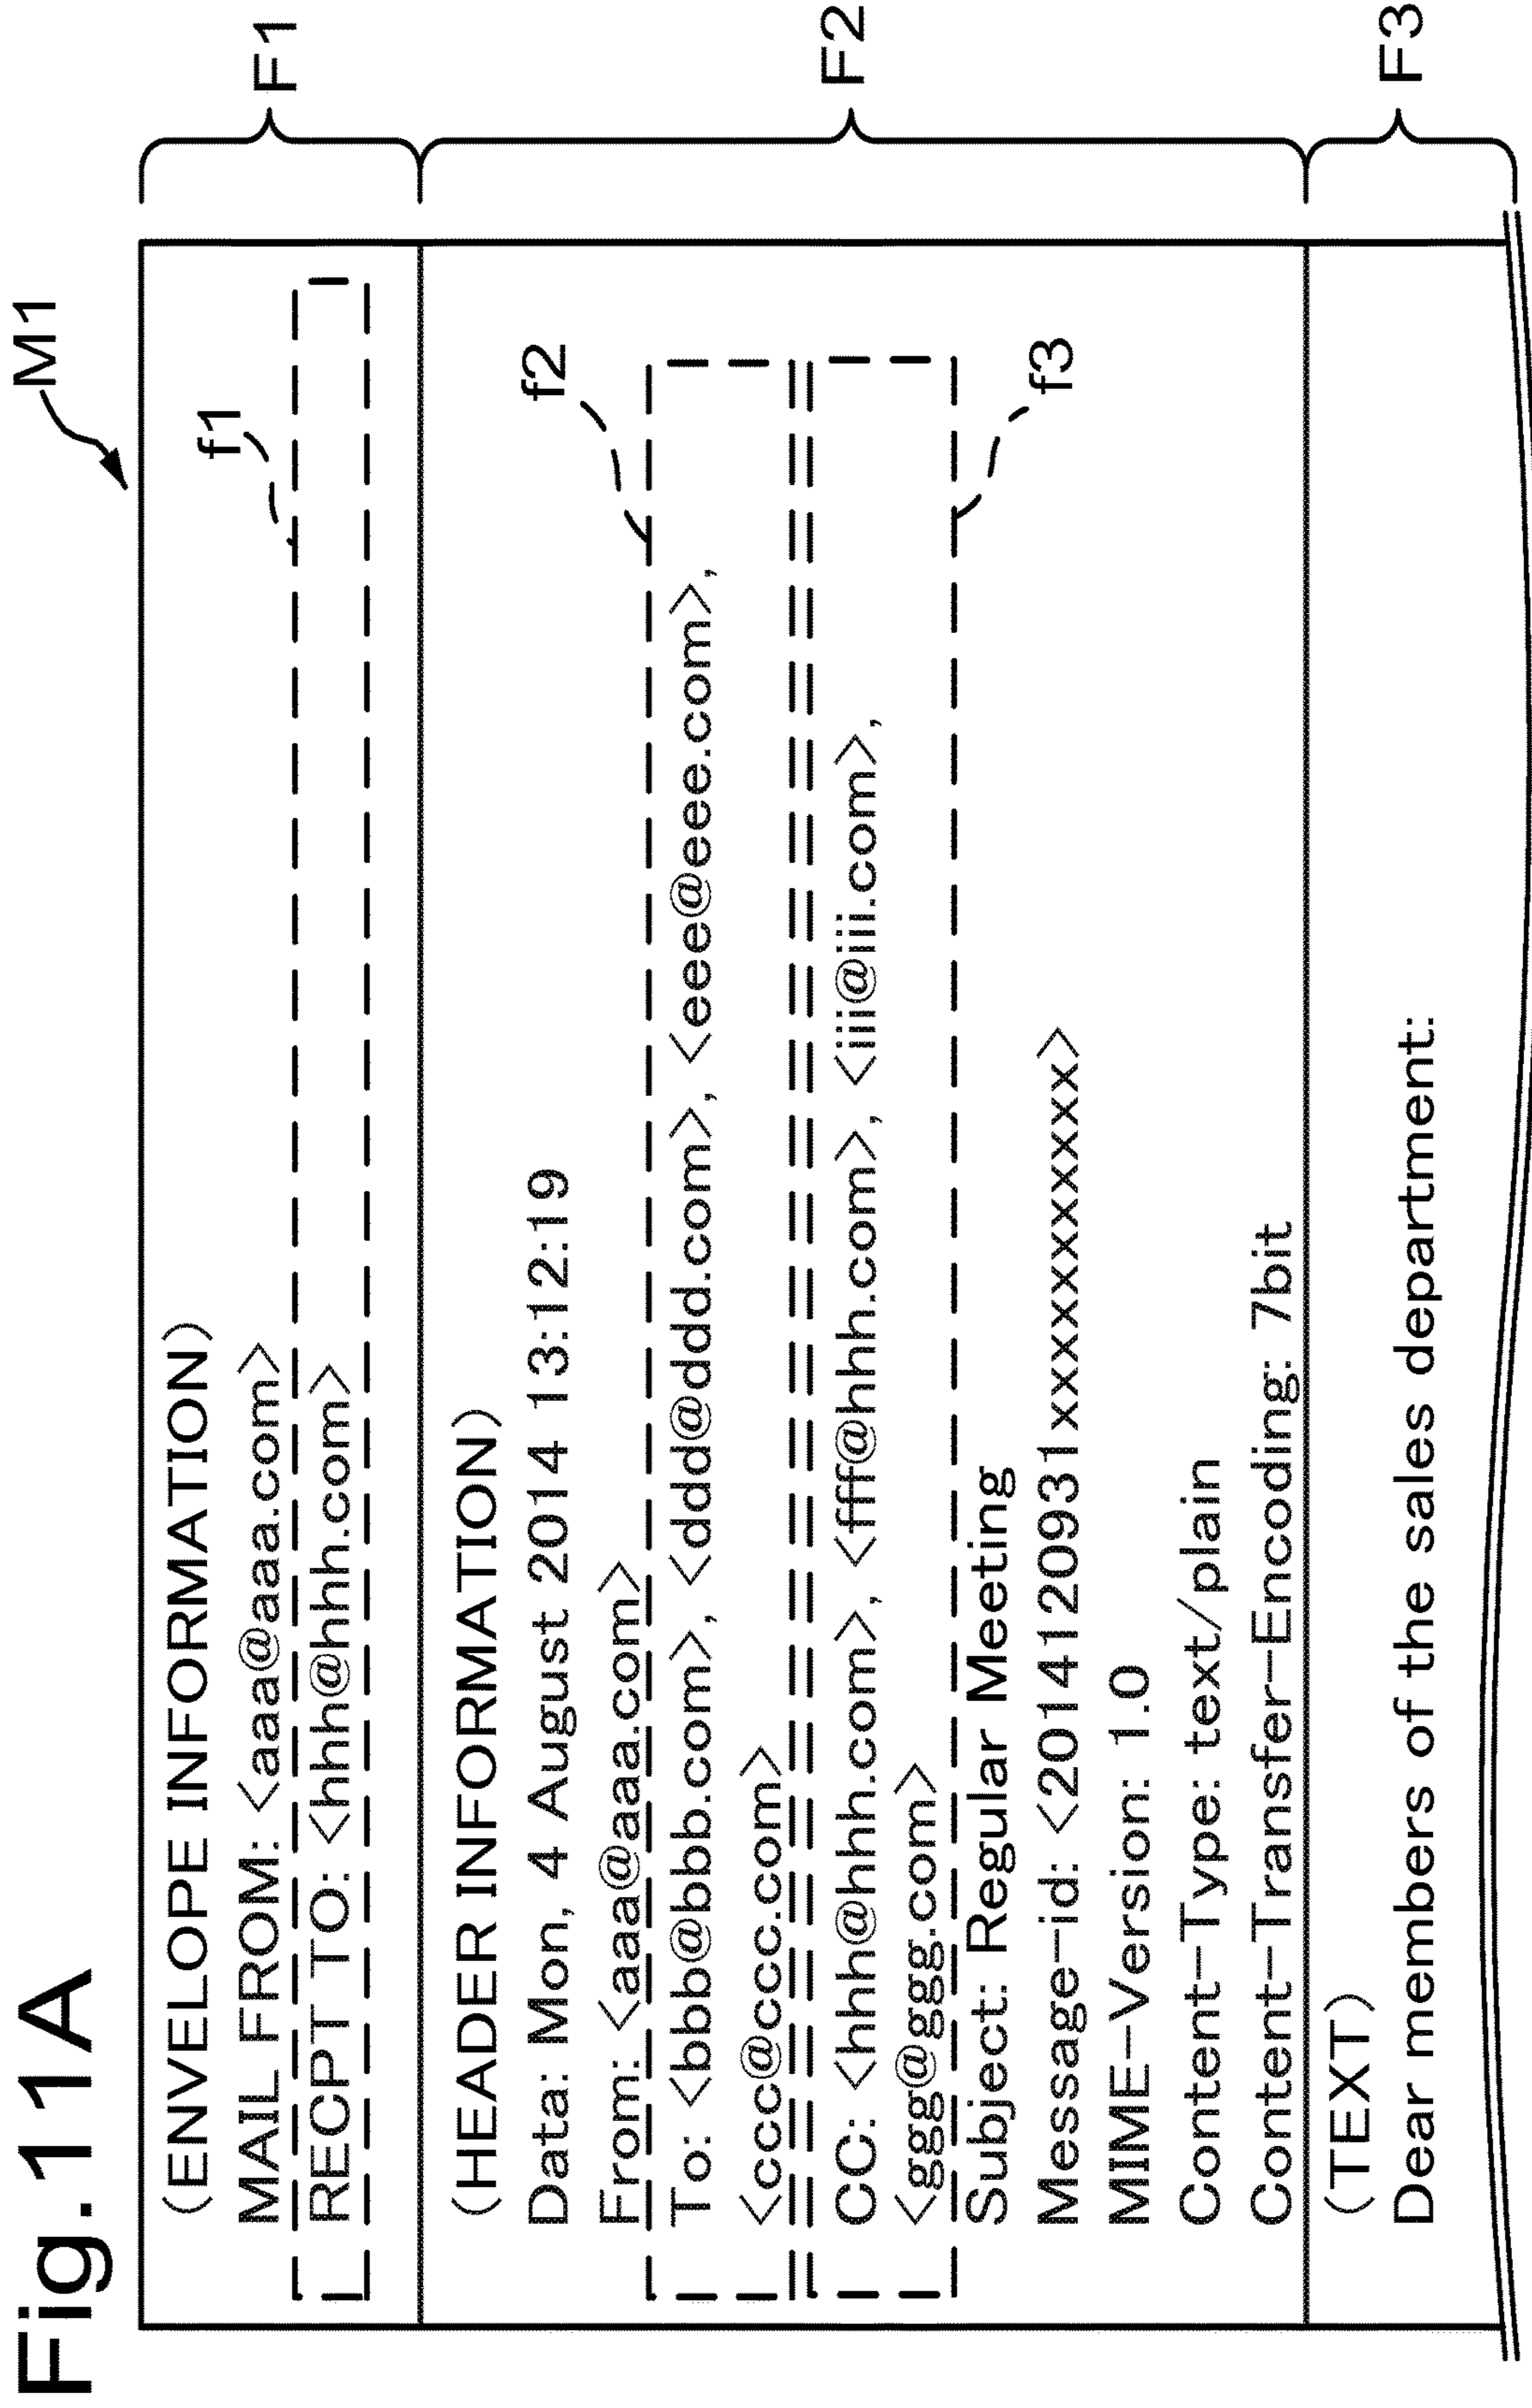 Fig.11A
M1
(ENVELOPE INFORMATION)
F1
MAIL FROM: <aaa@aaa.com>
f1
RECPT TO: <hhh@hhh.com>
(HEADER INFORMATION)
F2
Data: Mon, 4 August 2014 13:12:19
f2
From: <aaa@aaa.com>
To: <bbb@bbb.com>, <ddd@ddd.com>, <eee@eee.com>,
<ccc@ccc.com>
CC: <hhh@hhh.com>, <fff@hhh.com>, <iii@iii.com>,
<ggg@ggg.com>
f3
Subject: Regular Meeting
Message-id: <2014120931xxxxxxxxxx>
MIME-Version: 1.0
Content-Type: text/plain
Content-Transfer-Encoding: 7bit
(TEXT)
F3
Dear members of the sales department: